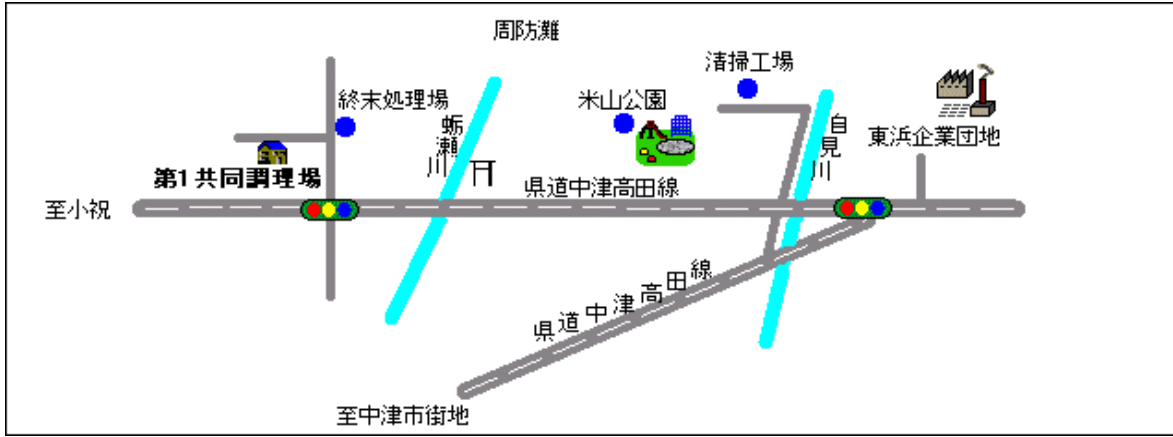 周防灘
清掃工場
終末処理場
米山公園
蛎瀬川
自見川
東浜企業団地
第1共同調理場
県道中津高田線
至小祝
県道中津高田線
至中津市街地